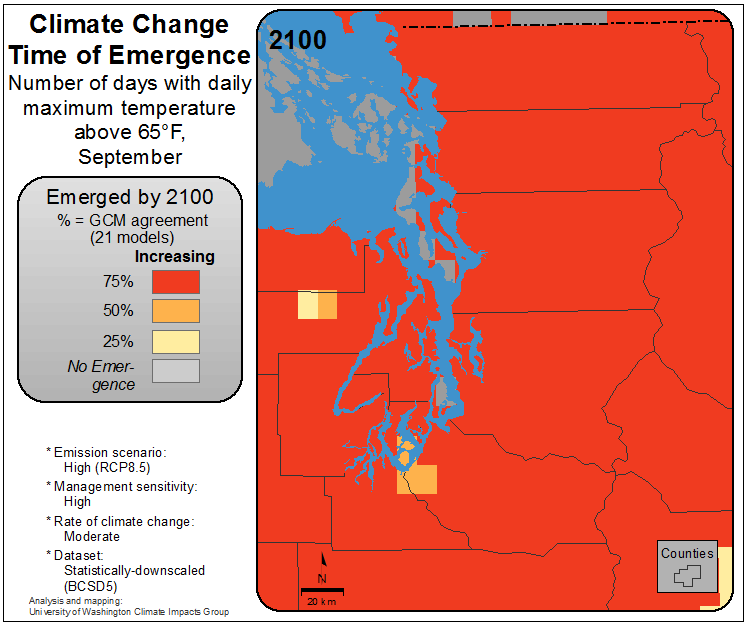 Climate Change
Time of Emergence
Number of days with daily
maximum temperature
above 65°F,
September
Emerged by 2100
% = GCM agreement
(21 models)
Increasing
75%
50%
25%
No Emer-
gence
* Emission scenario:
High (RCP8.5)
* Management sensitivity:
High
* Rate of climate change:
Moderate
* Dataset:
Statistically-downscaled
(BCSD5)
Analysis and mapping:
University of Washington Climate Impacts Group
2100
N
20 km
Counties